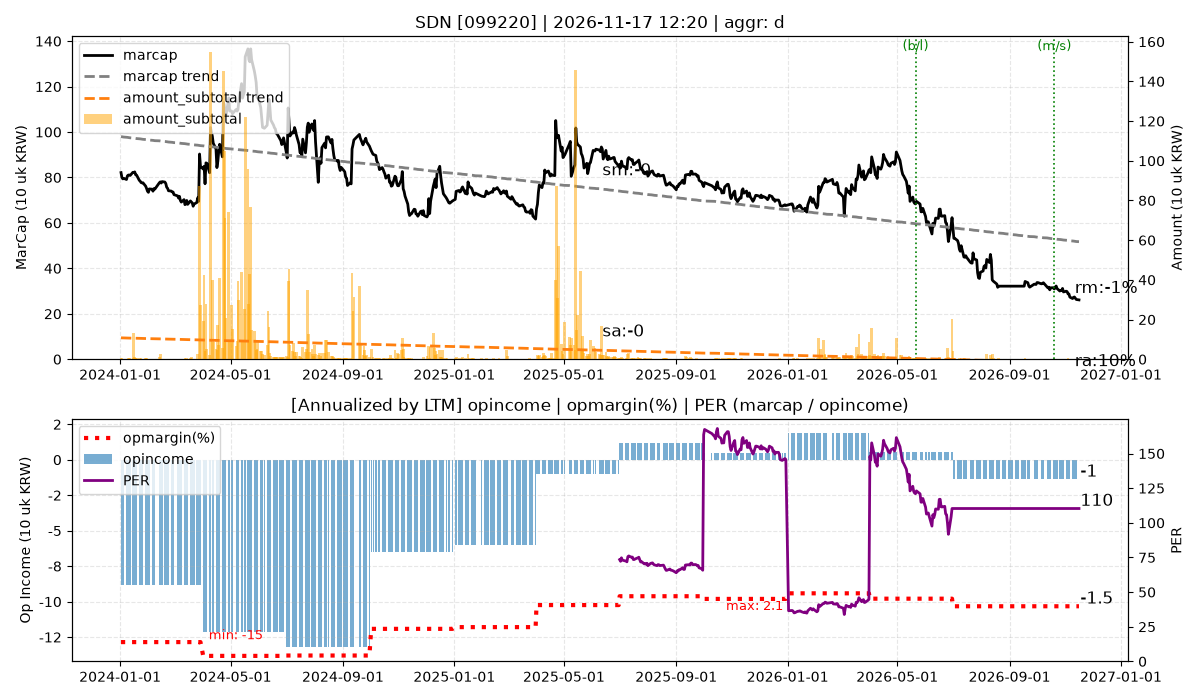 SDN [099220] | 2026-11-17 12:20 | aggr: d
140
120
100
80
60
40
20
0
MarCap (10 uk KRW)
marcap
marcap trend
amount_subtotal trend
amount_subtotal
(b/l)
(m/s)
sm:-0
sa:-0
rm:-1%
ra:10%
160
140
120
100
80
60
40
20
0
Amount (10 uk KRW)
2024-01-01
2024-05-01
2024-09-01
2025-01-01
2025-05-01
2025-09-01
2026-01-01
2026-05-01
2026-09-01
2027-01-01
[Annualized by LTM] opincome | opmargin(%) | PER (marcap / opincome)
2
0
-2
-5
-8
-10
-12
Op Income (10 uk KRW)
opmargin(%)
opincome
PER
min: -15
max: 2.1
-1
110
-1.5
150
125
100
75
50
25
0
PER
2024-01-01
2024-05-01
2024-09-01
2025-01-01
2025-05-01
2025-09-01
2026-01-01
2026-05-01
2026-09-01
2027-01-01